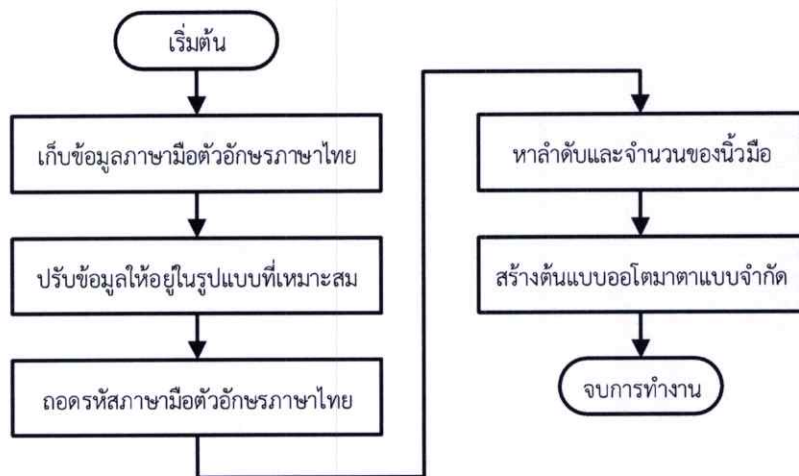 เริ่มต้น
เก็บข้อมูลภาษามือตัวอักษรภาษาไทย
ปรับข้อมูลให้อยู่ในรูปแบบที่เหมาะสม
ถอดรหัสภาษามือตัวอักษรภาษาไทย
หาลำดับและจำนวนของนิ้วมือ
สร้างต้นแบบออโตมาตาแบบจำกัด
จบการทำงาน